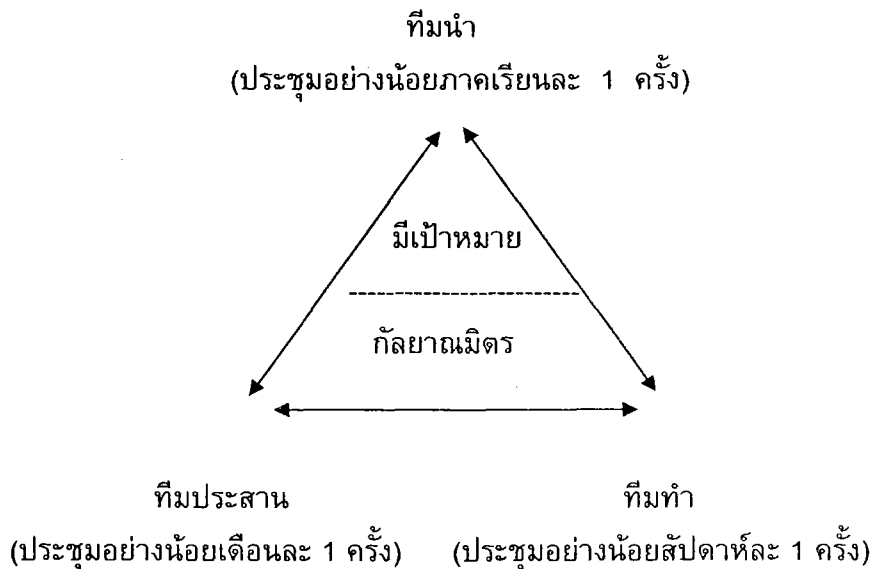 ทีมนำ
(ประชุมอย่างน้อยภาคเรียนละ 1 ครั้ง)
มีเป้าหมาย
กัลยาณมิตร
ทีมประสาน
(ประชุมอย่างน้อยเดือนละ 1 ครั้ง)
ทีมทำ
(ประชุมอย่างน้อยสัปดาห์ละ 1 ครั้ง)